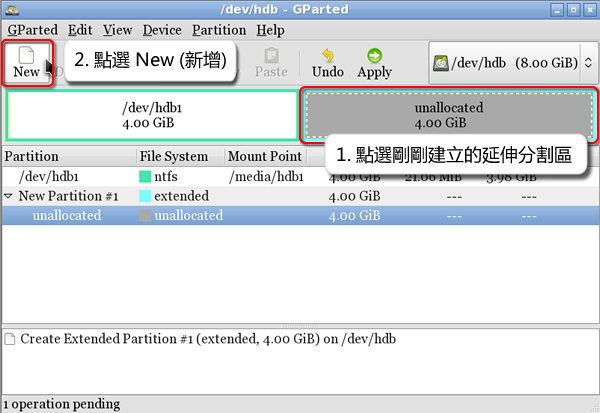 /dev/hdb - GParted
GParted Edit View Device Partition Help
New
2. 點選 New (新增)
Paste Undo Apply
/dev/hdb (8.00 GiB)
/dev/hdb1
4.00 GiB
unallocated
4.00 GiB
1. 點選剛剛建立的延伸分割區
Partition File System Mount Point
/dev/hdb1 ntfs /media/hdb1 4.00 GiB 21.06 MiB 3.98 GiB
New Partition #1 extended 4.00 GiB --- ---
unallocated unallocated 4.00 GiB --- ---
Create Extended Partition #1 (extended, 4.00 GiB) on /dev/hdb
1 operation pending